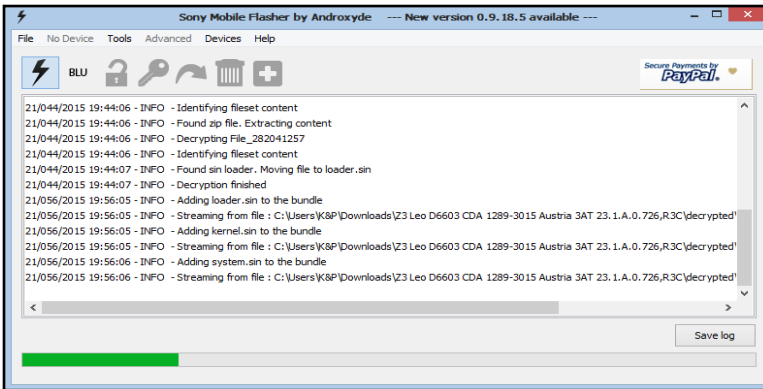 Sony Mobile Flasher by Androxyde --- New version 0.9.18.5 available ---
File No Device Tools Advanced Devices Help
BLU
Secure Payments by
PayPal.
21/044/2015 19:44:06 - INFO - Identifying fileset content
21/044/2015 19:44:06 - INFO - Found zip file. Extracting content
21/044/2015 19:44:06 - INFO - Decrypting File_282041257
21/044/2015 19:44:06 - INFO - Identifying fileset content
21/044/2015 19:44:07 - INFO - Found sin loader. Moving file to loader.sin
21/044/2015 19:44:07 - INFO - Decryption finished
21/056/2015 19:56:05 - INFO - Adding loader.sin to the bundle
21/056/2015 19:56:05 - INFO - Streaming from file : C:\Users\K&P\Downloads\Z3 Leo D6603 CDA 1289-3015 Austria 3AT 23.1.A.0.726,R3C\decrypted\
21/056/2015 19:56:05 - INFO - Adding kernel.sin to the bundle
21/056/2015 19:56:05 - INFO - Streaming from file : C:\Users\K&P\Downloads\Z3 Leo D6603 CDA 1289-3015 Austria 3AT 23.1.A.0.726,R3C\decrypted\
21/056/2015 19:56:06 - INFO - Adding system.sin to the bundle
21/056/2015 19:56:06 - INFO - Streaming from file : C:\Users\K&P\Downloads\Z3 Leo D6603 CDA 1289-3015 Austria 3AT 23.1.A.0.726,R3C\decrypted\
Save log